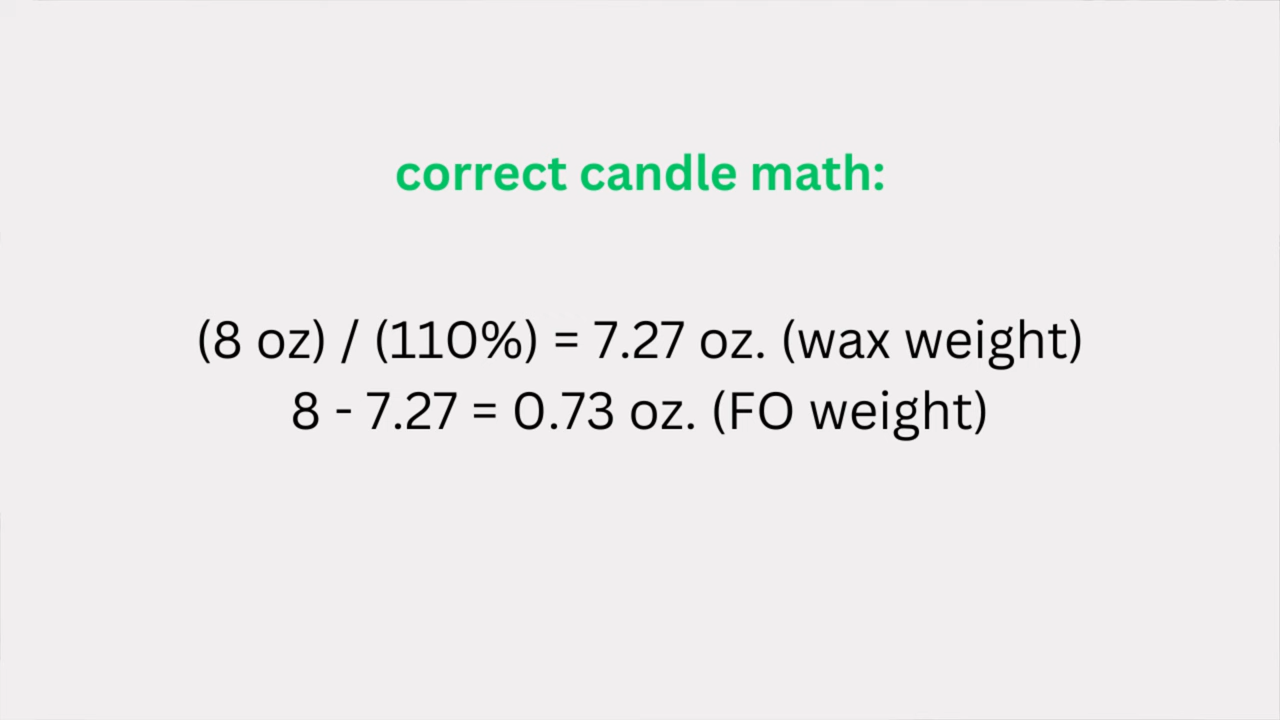 correct candle math:
(8 oz) / (110%) = 7.27 oz. (wax weight)
8 - 7.27 = 0.73 oz. (FO weight)